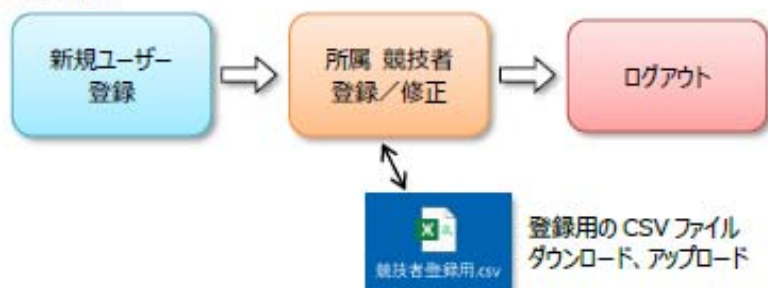 新規ユーザー
登録
所属 競技者
登録／修正
ログアウト
競技者登録用.csv
登録用の CSV ファイル
ダウンロード、アップロード